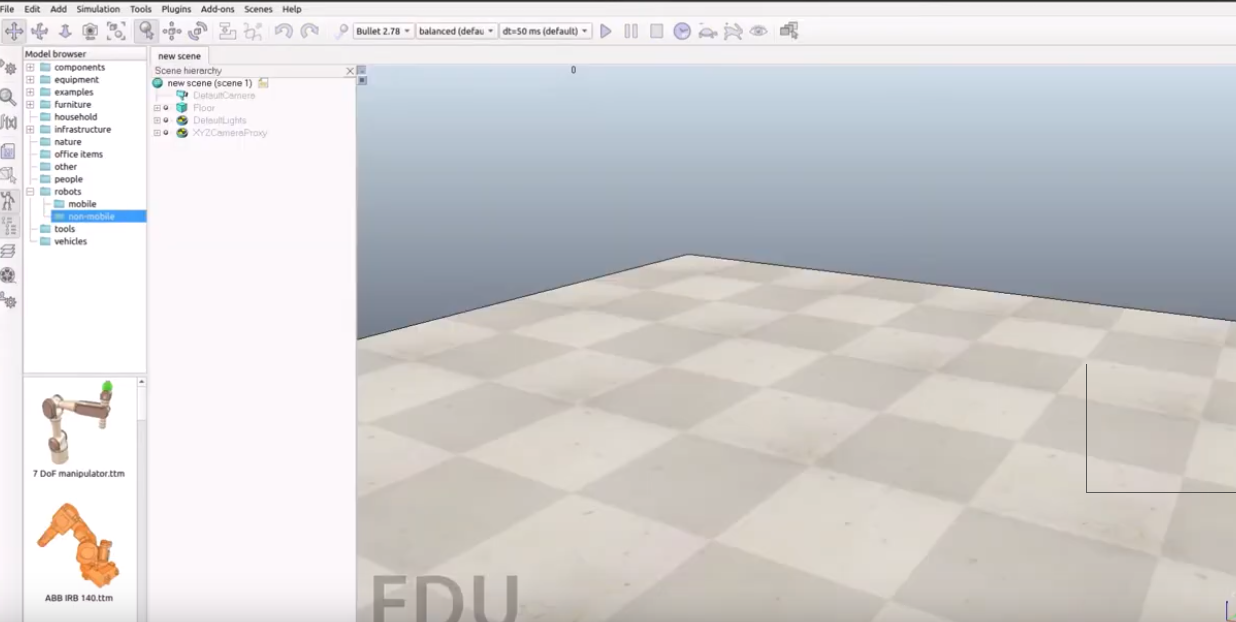 File Edit Add Simulation Tools Plugins Add-ons Scenes Help
Bullet 2.78 balanced (defau dt=50 ms (default)
Model browser
components
equipment
examples
furniture
household
infrastructure
nature
office items
other
people
robots
mobile
non-mobile
tools
vehicles
7 DoF manipulator.ttm
ABB IRB 140.ttm
new scene
Scene hierarchy
new scene (scene 1)
DefaultCamera
Floor
DefaultLights
XYZCameraProxy
0
EDU